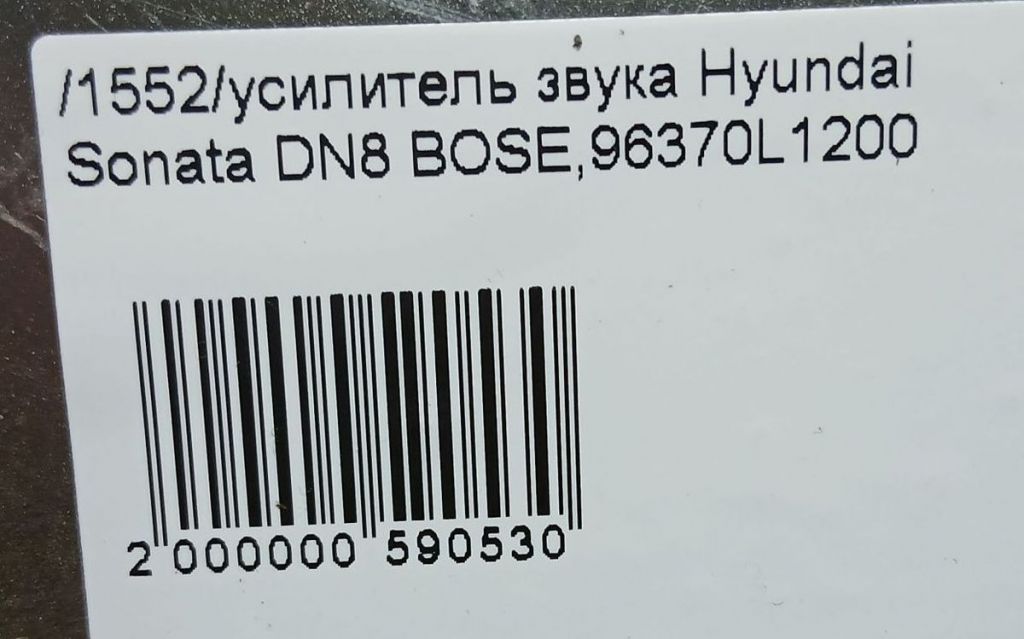 /1552/усилитель звука Hyundai
Sonata DN8 BOSE,96370L1200
2 000000 590530